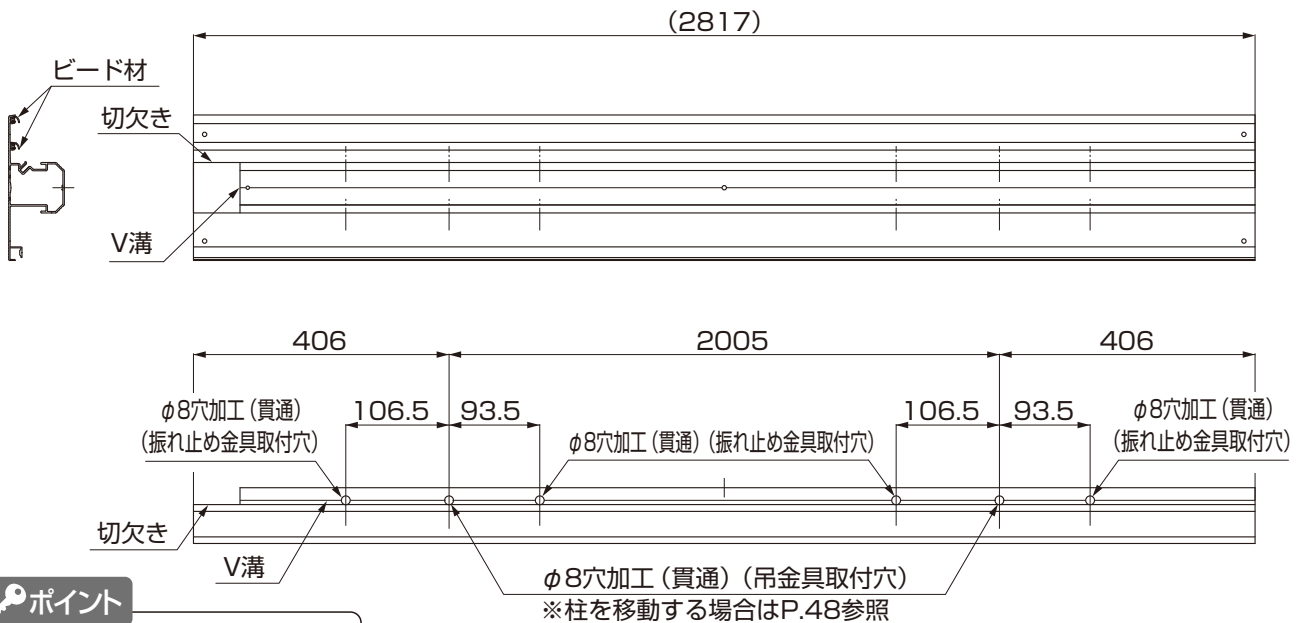 (2817)
ビード材
切欠き
V溝
406
2005
406
φ8穴加工(貫通)
(振れ止め金具取付穴)
106.5
93.5
φ8穴加工(貫通)(振れ止め金具取付穴)
106.5
93.5
φ8穴加工(貫通)
(振れ止め金具取付穴)
切欠き
V溝
φ8穴加工(貫通)(吊金具取付穴)
※柱を移動する場合はP.48参照
ポイント